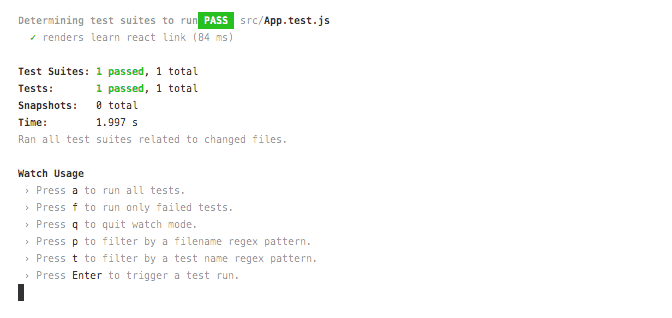 Determining test suites to run PASS src/App.test.js
✓ renders learn react link (84 ms)
Test Suites: 1 passed, 1 total
Tests: 1 passed, 1 total
Snapshots: 0 total
Time: 1.997 s
Ran all test suites related to changed files.
Watch Usage
› Press a to run all tests.
› Press f to run only failed tests.
› Press q to quit watch mode.
› Press p to filter by a filename regex pattern.
› Press t to filter by a test name regex pattern.
› Press Enter to trigger a test run.